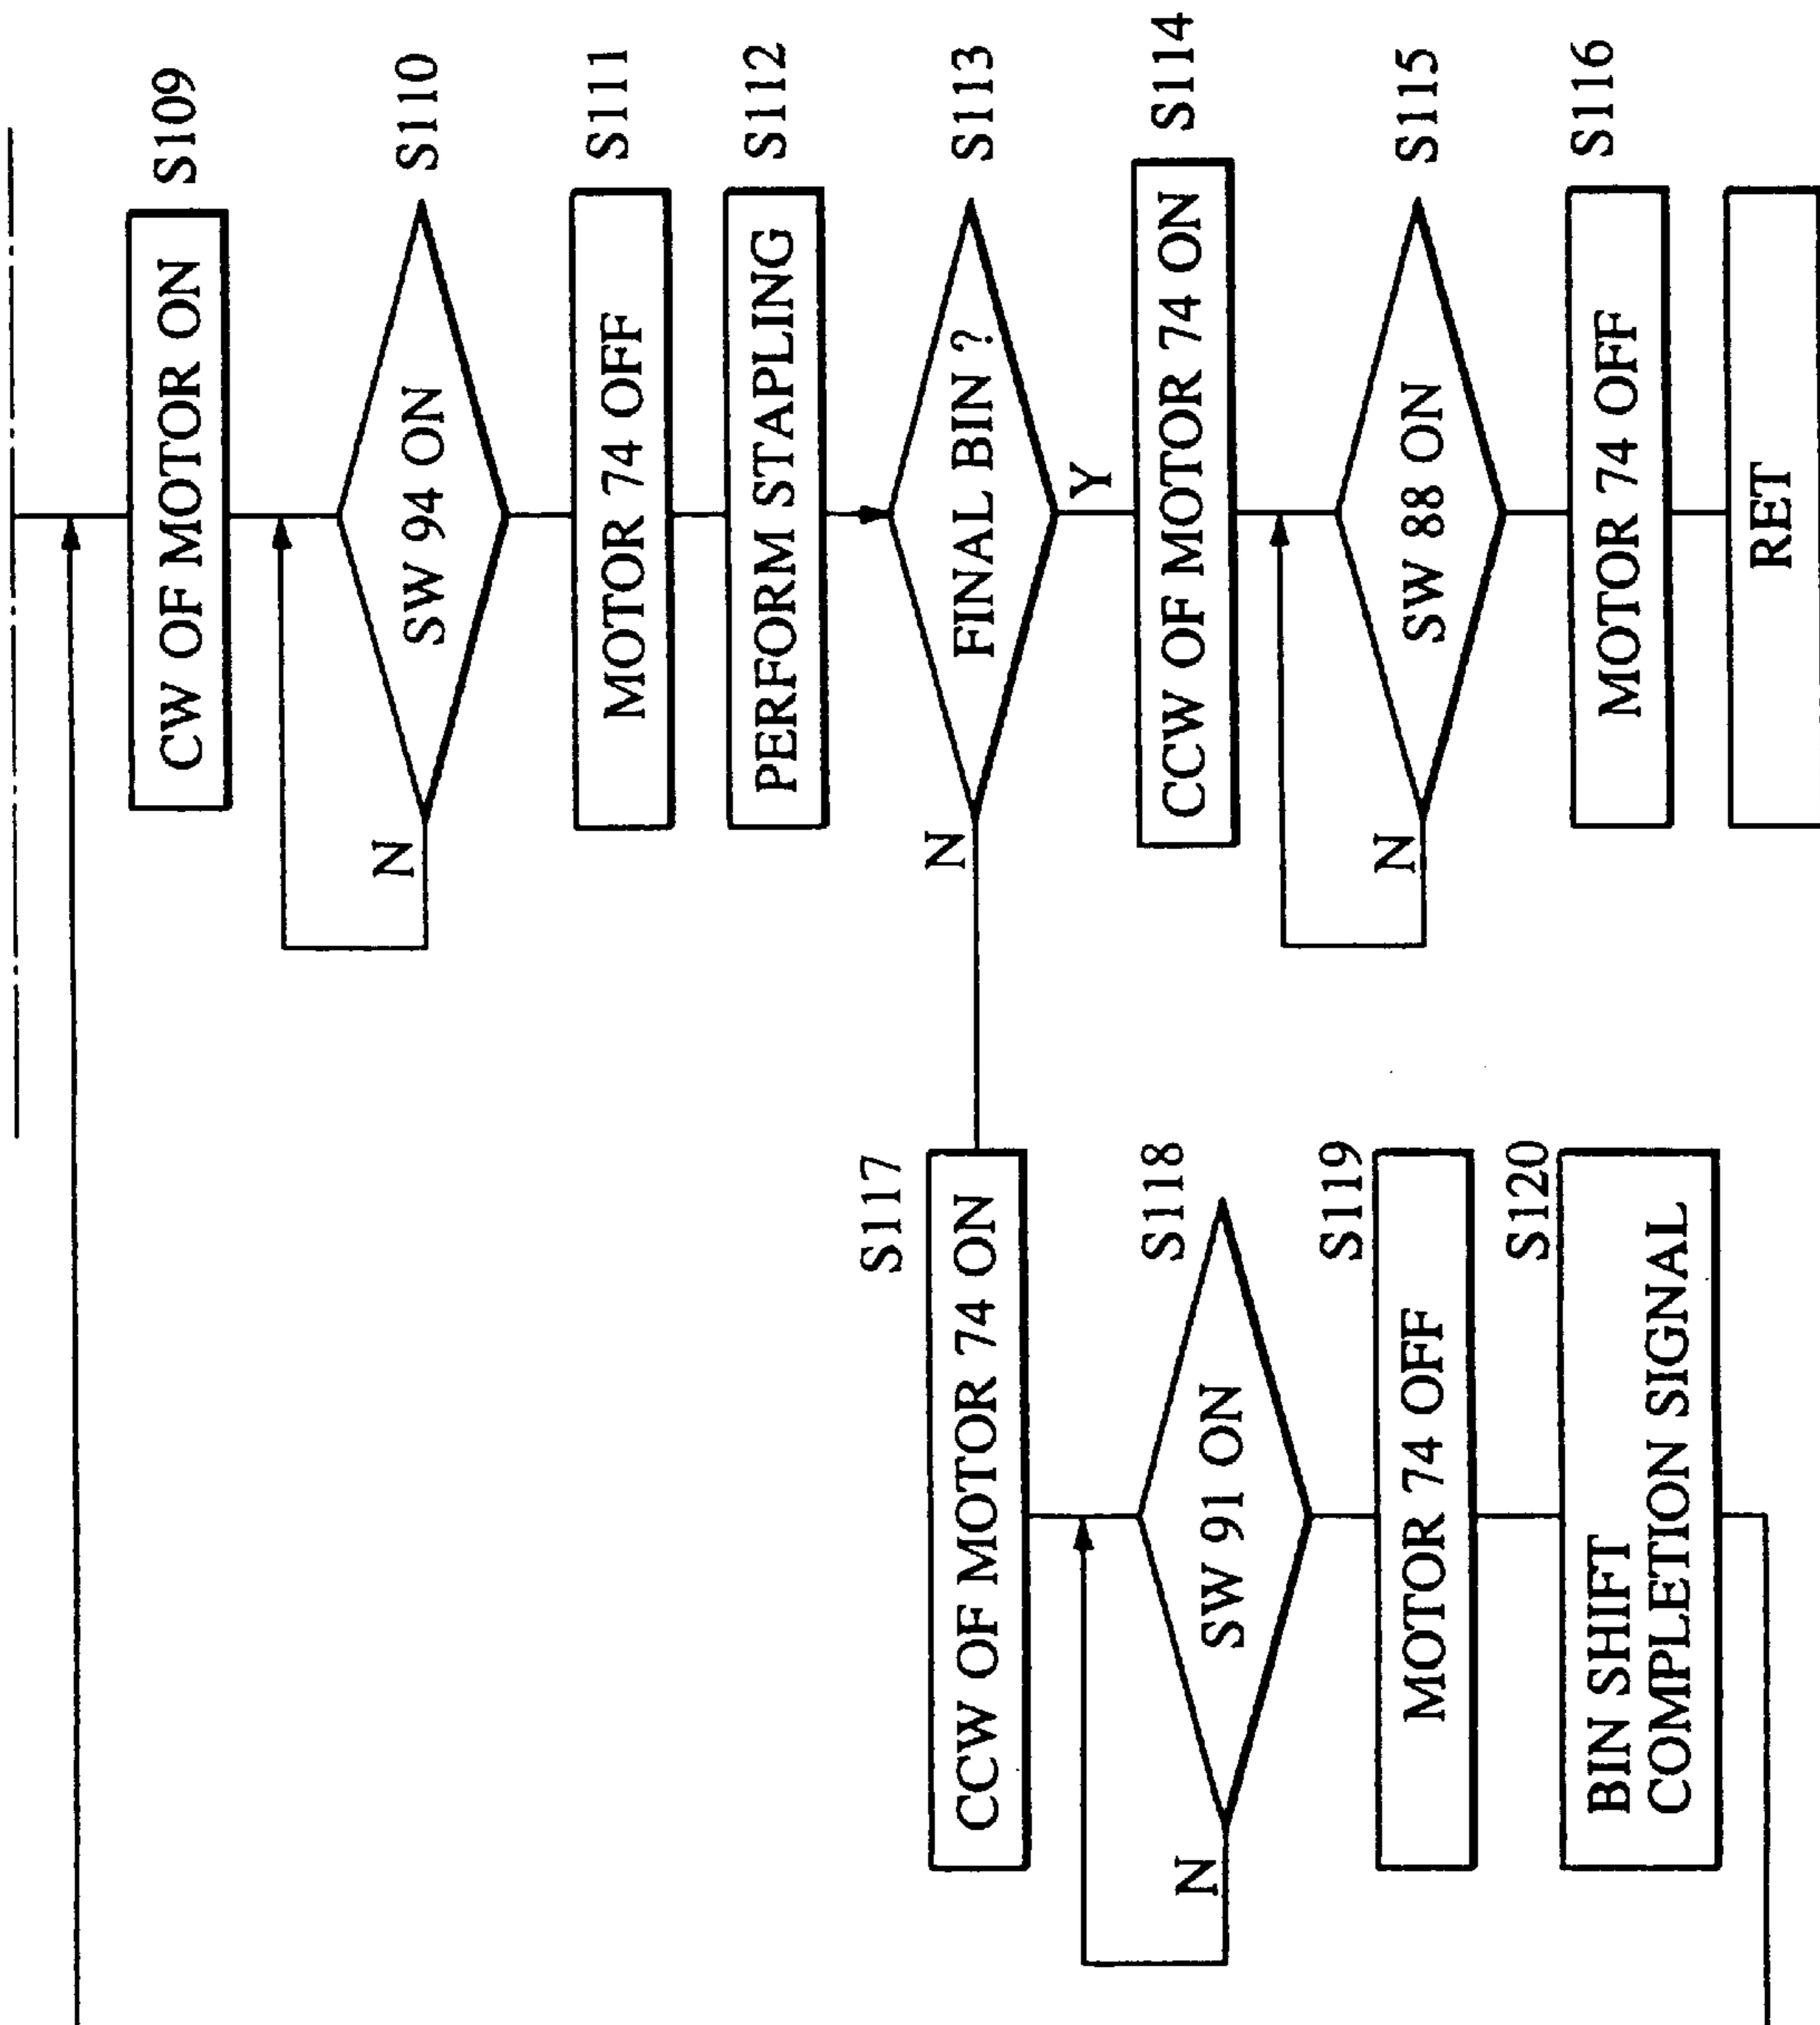 CW OF MOTOR ON
S109
SW 94 ON
S110
N
MOTOR 74 OFF
S111
PERFORM STAPLING
S112
FINAL BIN ?
S113
N
Y
CCW OF MOTOR 74 ON
S114
SW 88 ON
S115
N
MOTOR 74 OFF
S116
RET
CCW OF MOTOR 74 ON
S117
SW 91 ON
S118
N
MOTOR 74 OFF
S119
BIN SHIFT
COMPLETION SIGNAL
S120